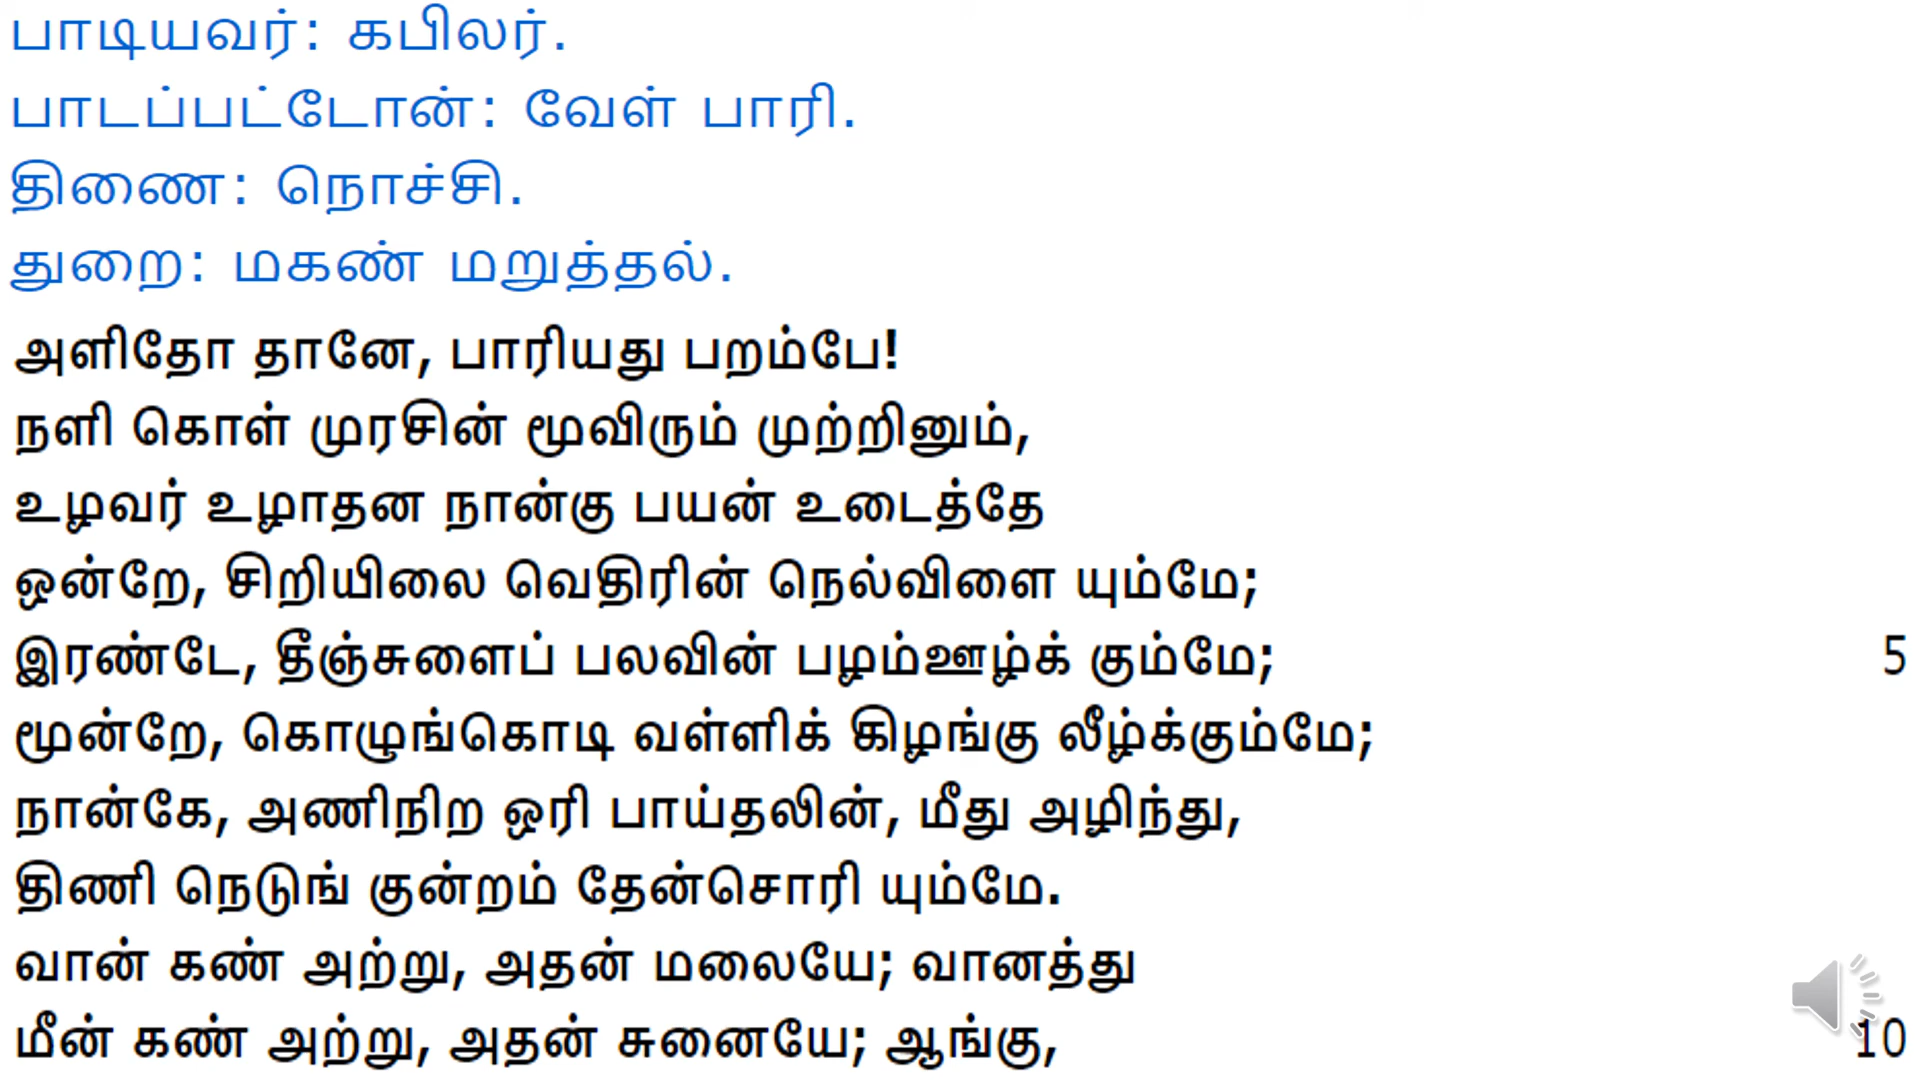 பாடியவர்: கபிலர்.
பாடப்பட்டோன்: வேள் பாரி.
திணை: நொச்சி.
துறை: மகண் மறுத்தல்.
அளிதோ தானே, பாரியது பறம்பே!
நளி கொள் முரசின் மூவிரும் முற்றினும்,
உழவர் உழாதன நான்கு பயன் உடைத்தே
ஒன்றே, சிறியிலை வெதிரின் நெல்விளை யும்மே;
இரண்டே, தீஞ்சுளைப் பலவின் பழம்ஊழ்க் கும்மே; 5
மூன்றே, கொழுங்கொடி வள்ளிக் கிழங்கு லீழ்க்கும்மே;
நான்கே, அணிநிற ஒரி பாய்தலின், மீது அழிந்து,
திணி நெடுங் குன்றம் தேன்சொரி யும்மே.
வான் கண் அற்று, அதன் மலையே; வானத்து
மீன் கண் அற்று, அதன் சுனையே; ஆங்கு, 10